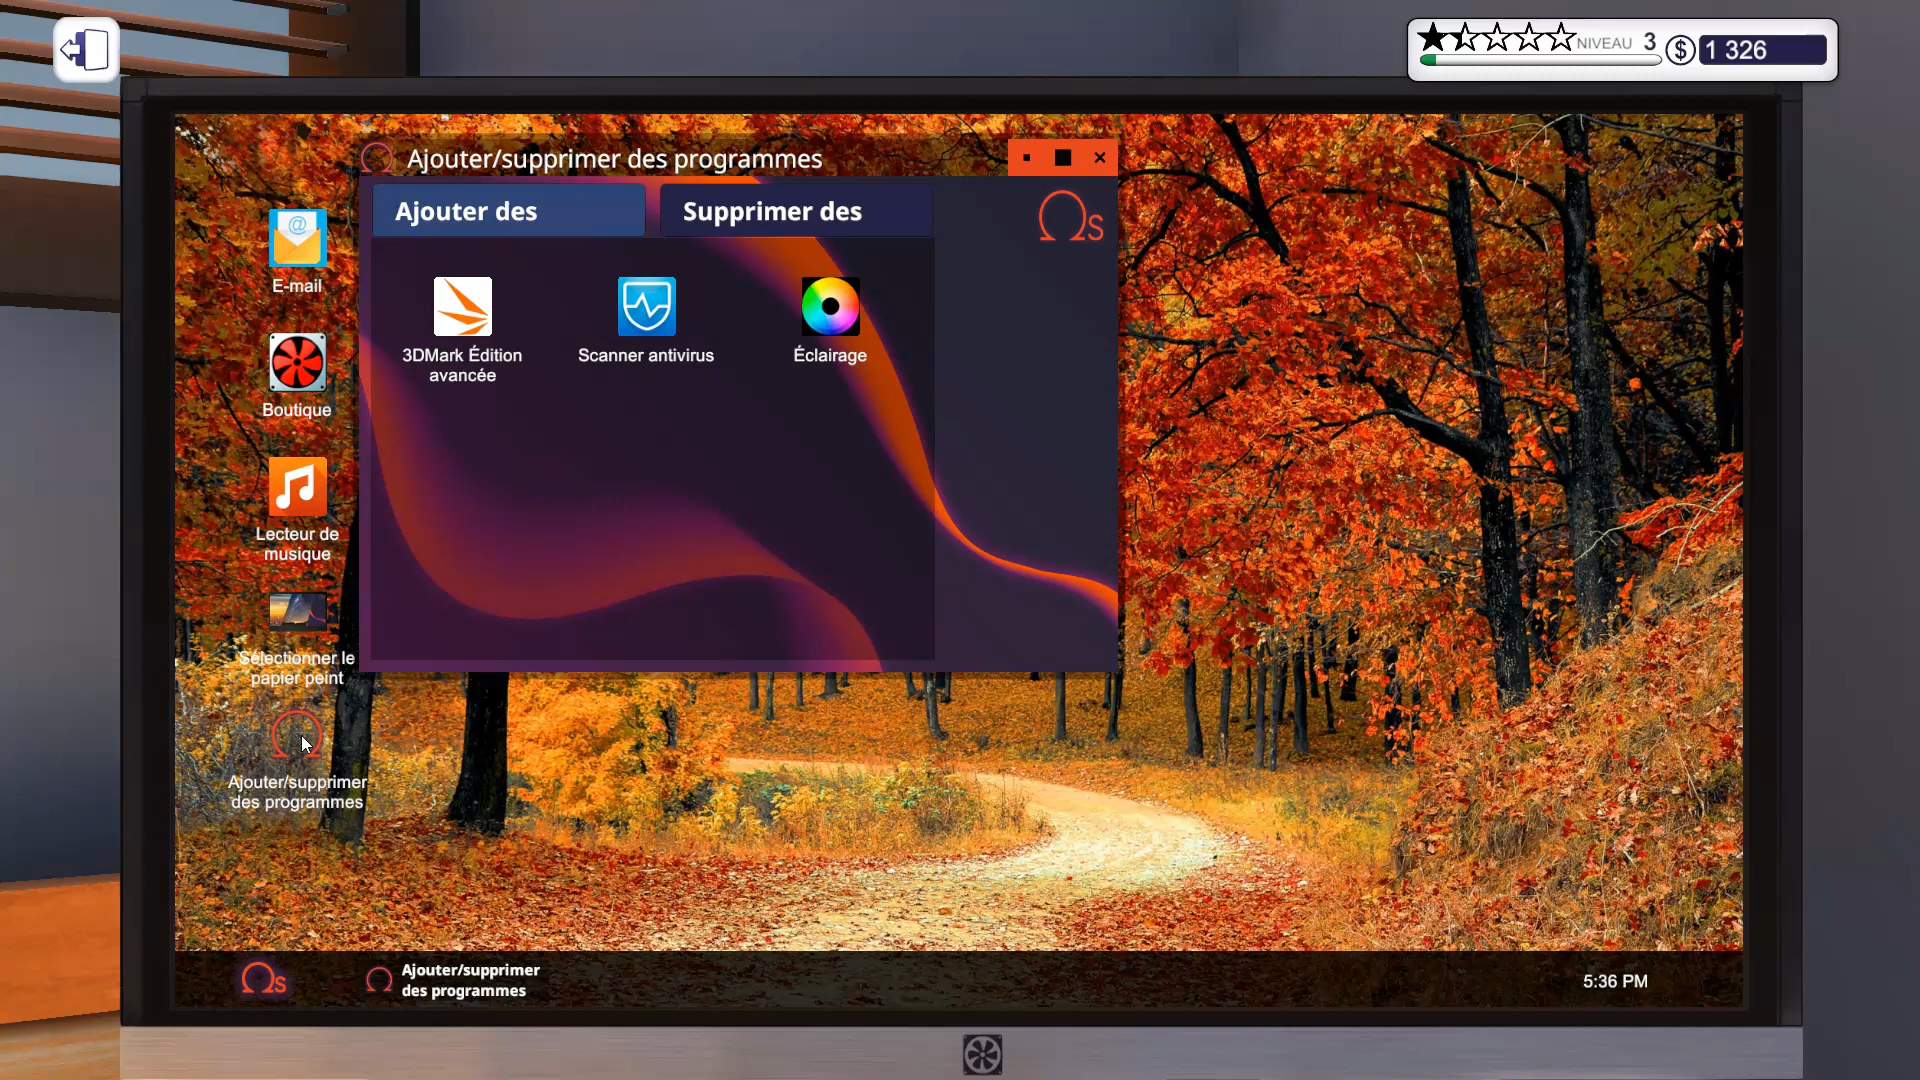 NIVEAU 3
$ 1 326
Ajouter/supprimer des programmes
Ajouter des
Supprimer des
Ωs
3DMark Édition
avancée
Scanner antivirus
Éclairage
E-mail
Boutique
Lecteur de
musique
Sélectionner le
papier peint
Ajouter/supprimer
des programmes
Ωs
Ajouter/supprimer
des programmes
5:36 PM